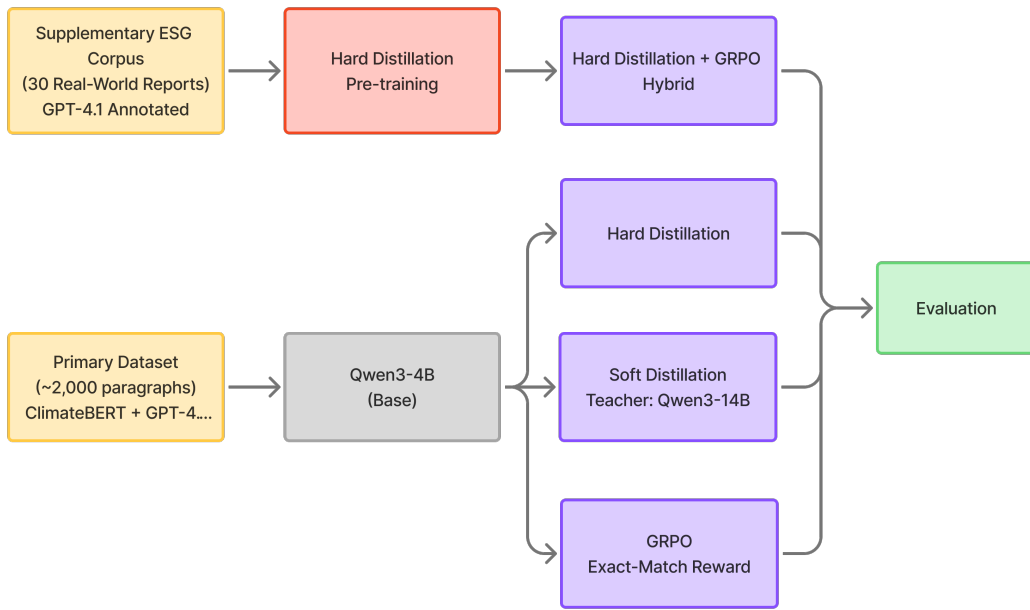 Supplementary ESG
Corpus
(30 Real-World Reports)
GPT-4.1 Annotated
Hard Distillation
Pre-training
Hard Distillation + GRPO
Hybrid
Hard Distillation
Primary Dataset
(~2,000 paragraphs)
ClimateBERT + GPT-4....
Qwen3-4B
(Base)
Soft Distillation
Teacher: Qwen3-14B
GRPO
Exact-Match Reward
Evaluation